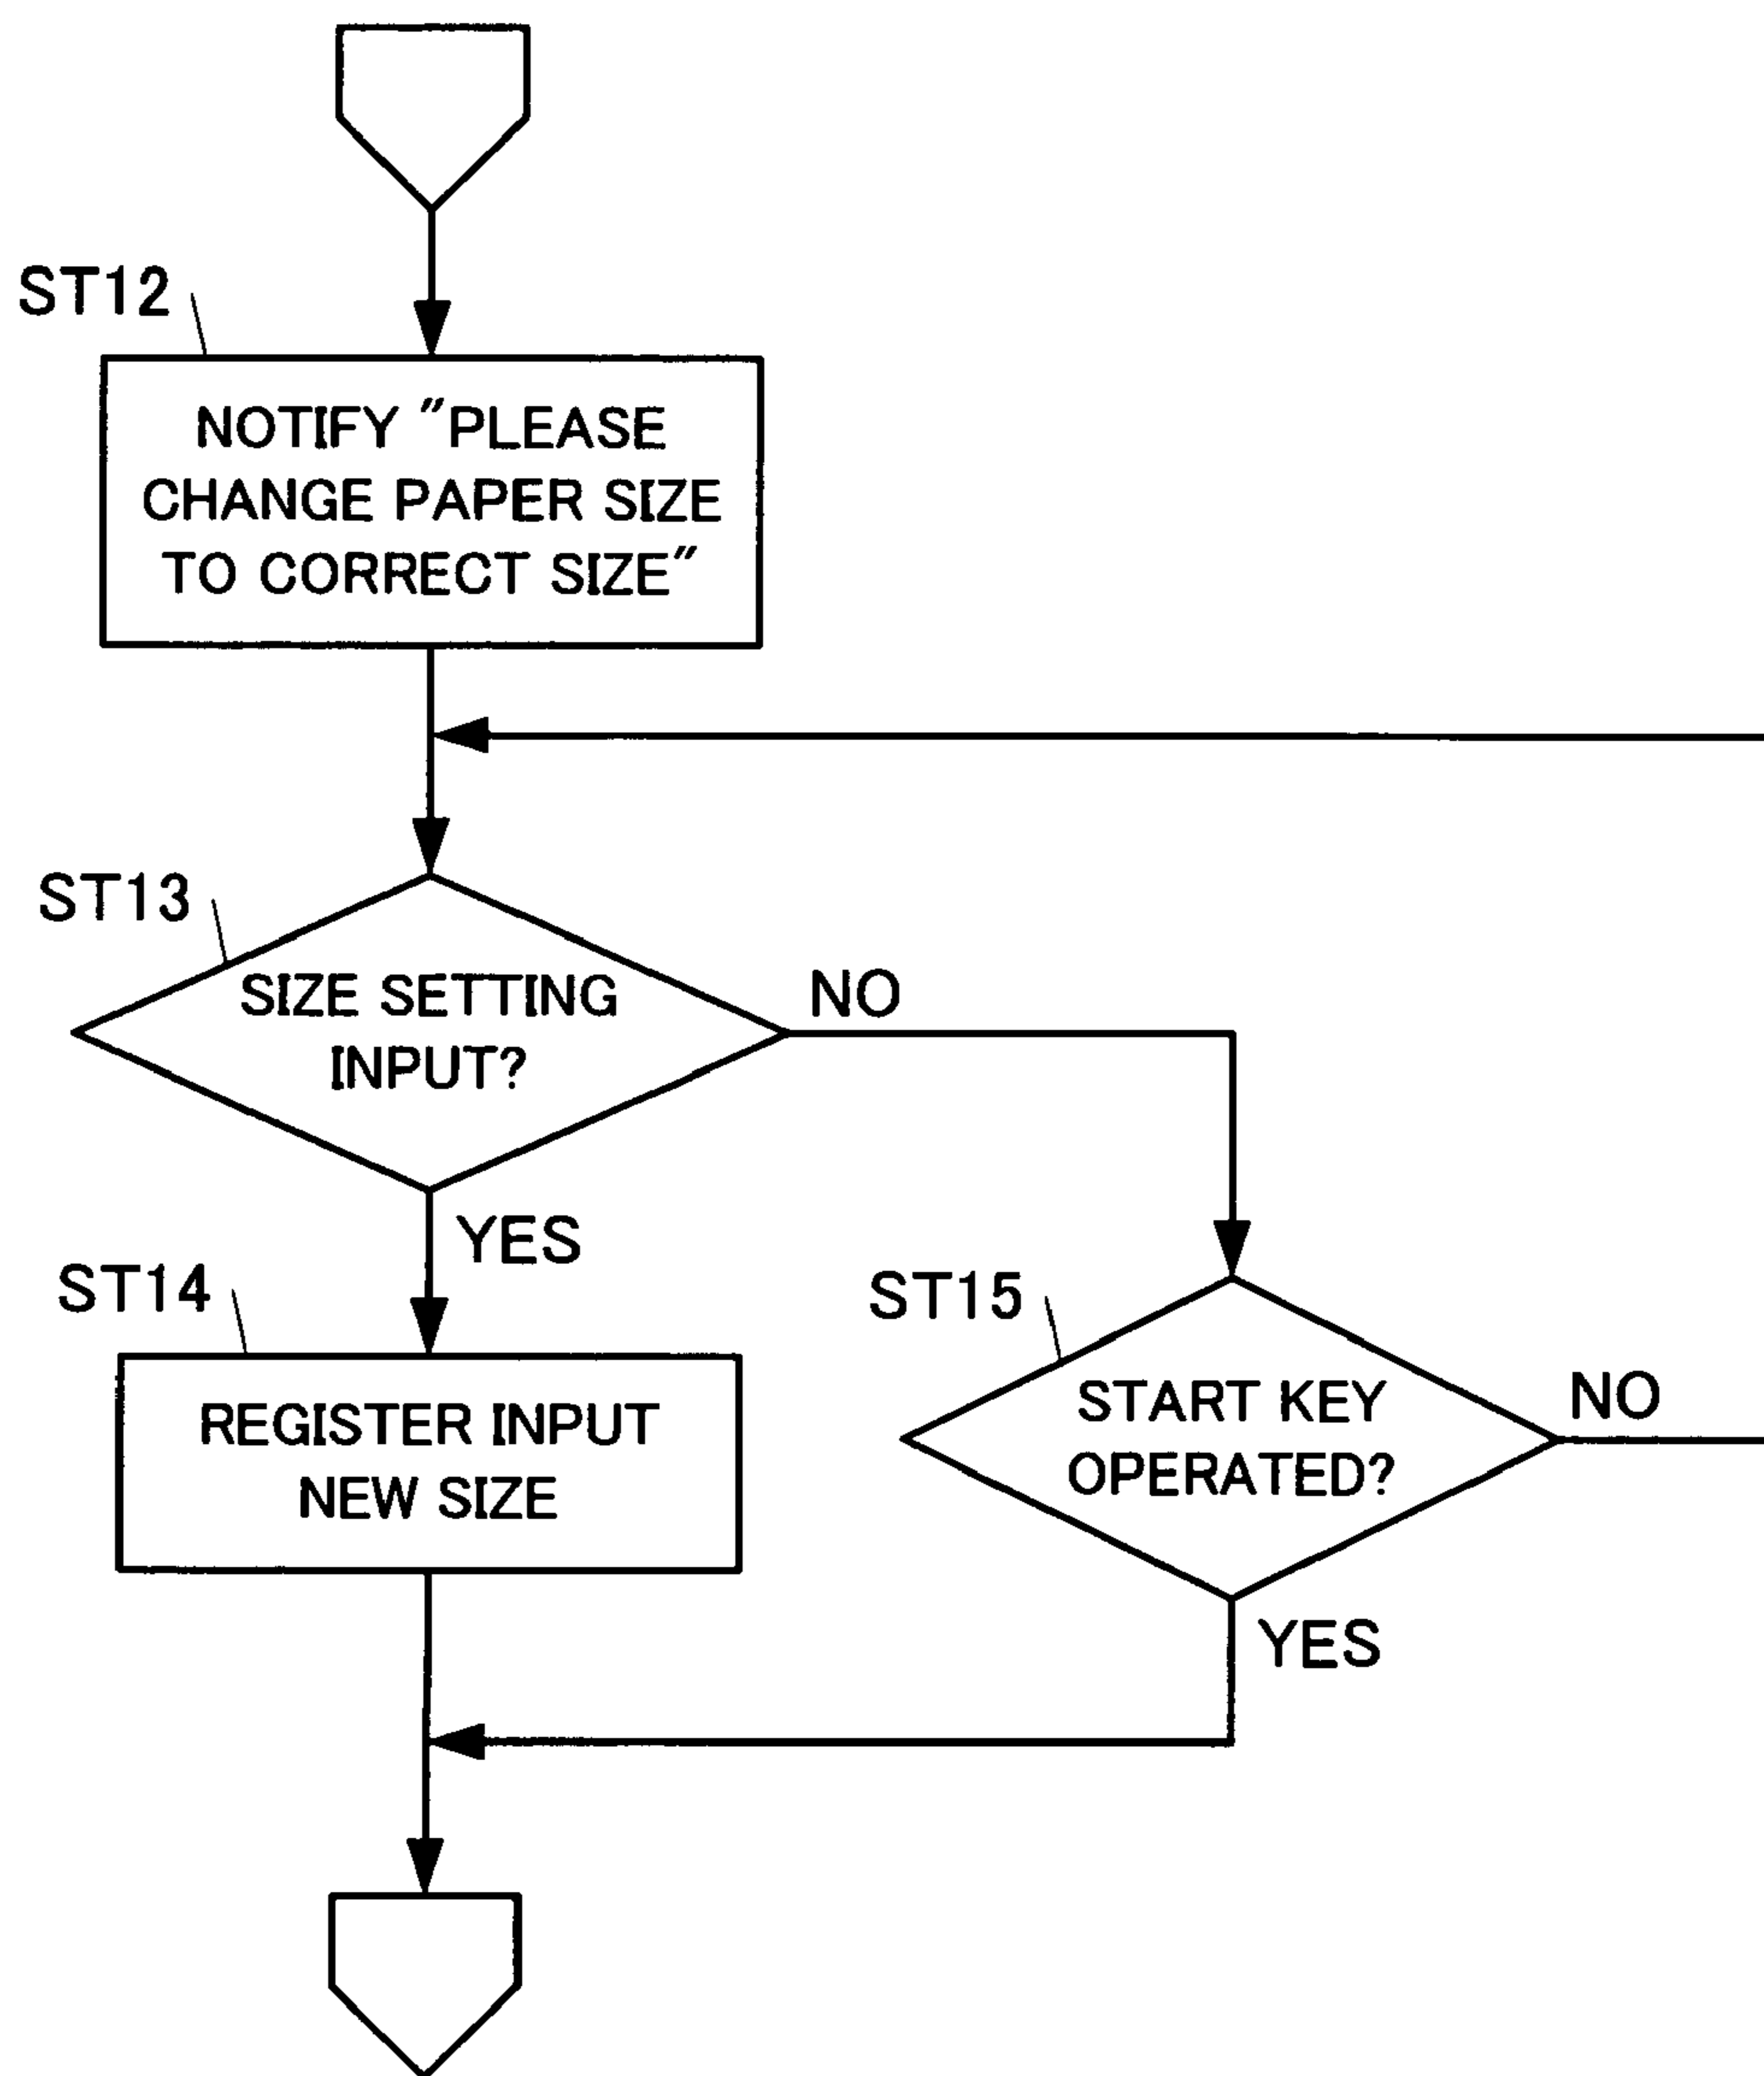 ST12
NOTIFY "PLEASE
CHANGE PAPER SIZE
TO CORRECT SIZE"
ST13
SIZE SETTING
INPUT?
NO
YES
ST14
REGISTER INPUT
NEW SIZE
ST15
START KEY
OPERATED?
NO
YES